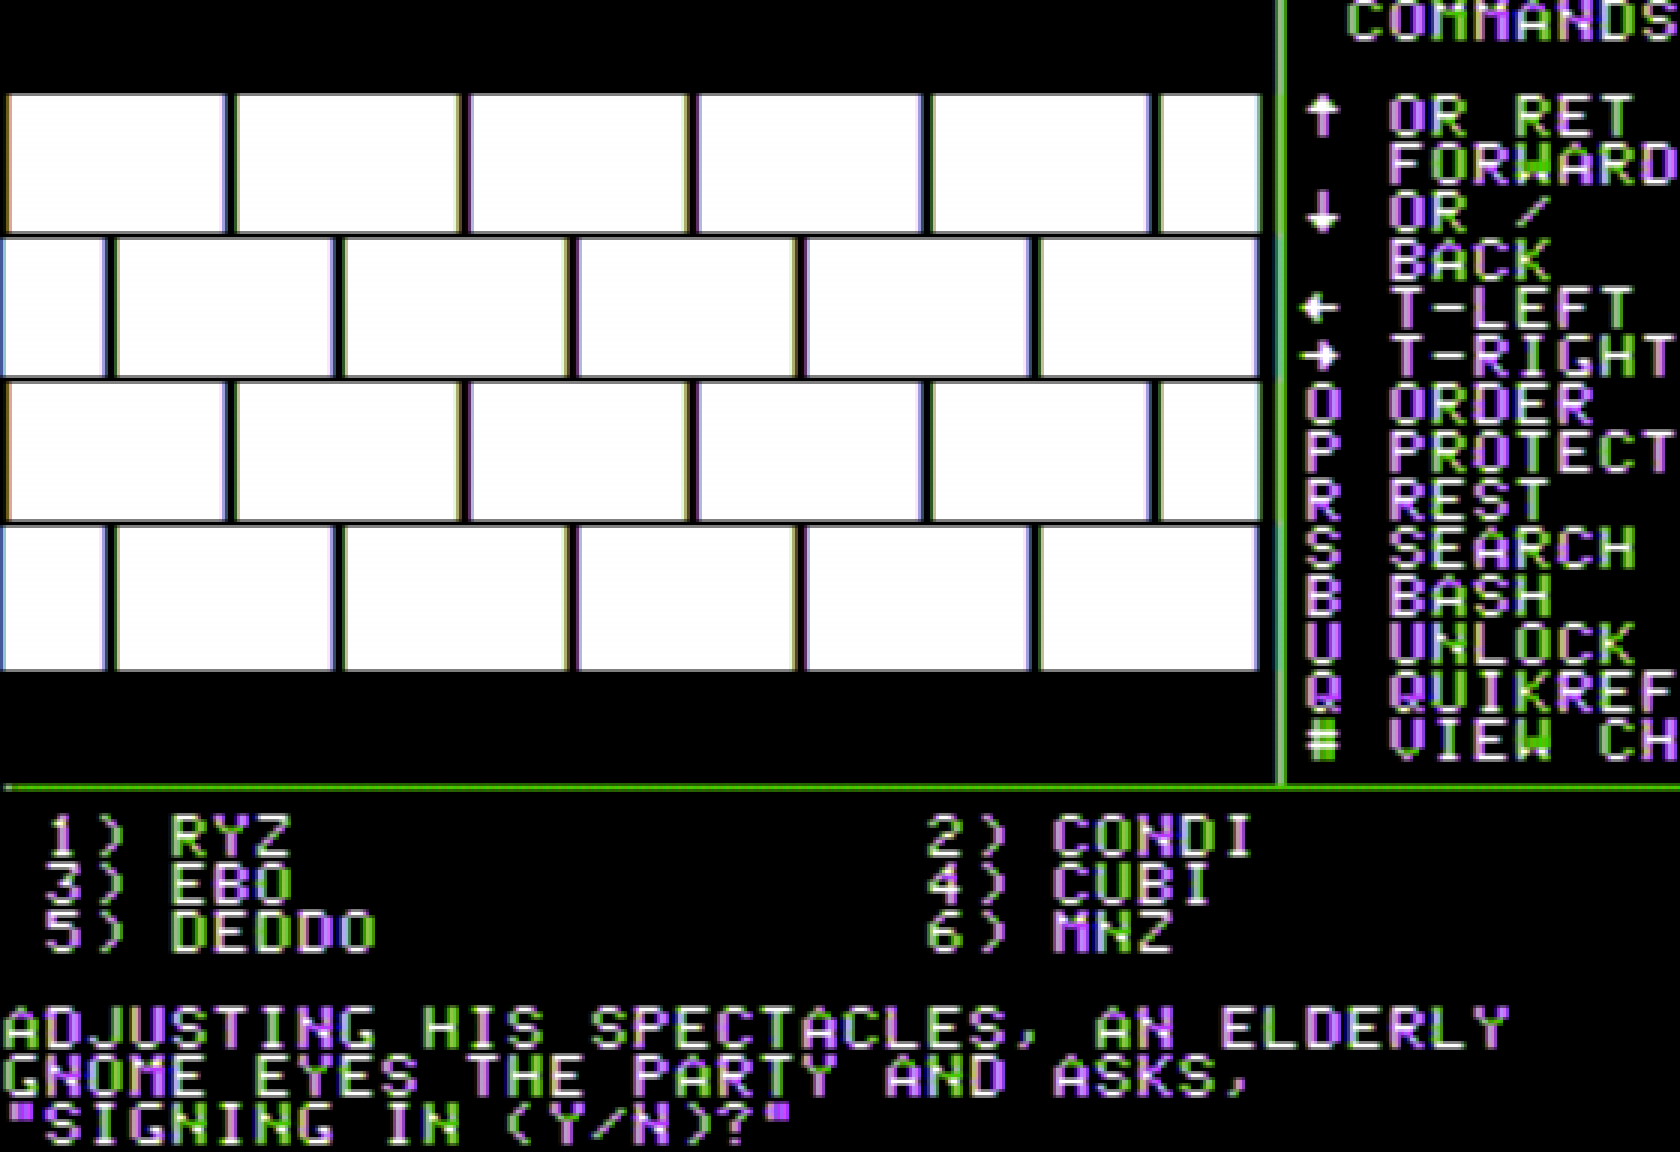 COMMANDS
↑ OR RET
FORWARD
↓ OR /
BACK
← T-LEFT
→ T-RIGHT
O ORDER
P PROTECT
R REST
S SEARCH
B BASH
U UNLOCK
Q QUIKREF
# VIEW CH
1) RYZ 2) CONDI
3) EBO 4) CUBI
5) DEDDO 6) MNZ
ADJUSTING HIS SPECTACLES, AN ELDERLY
GNOME EYES THE PARTY AND ASKS,
"SIGNING IN (Y/N)?"